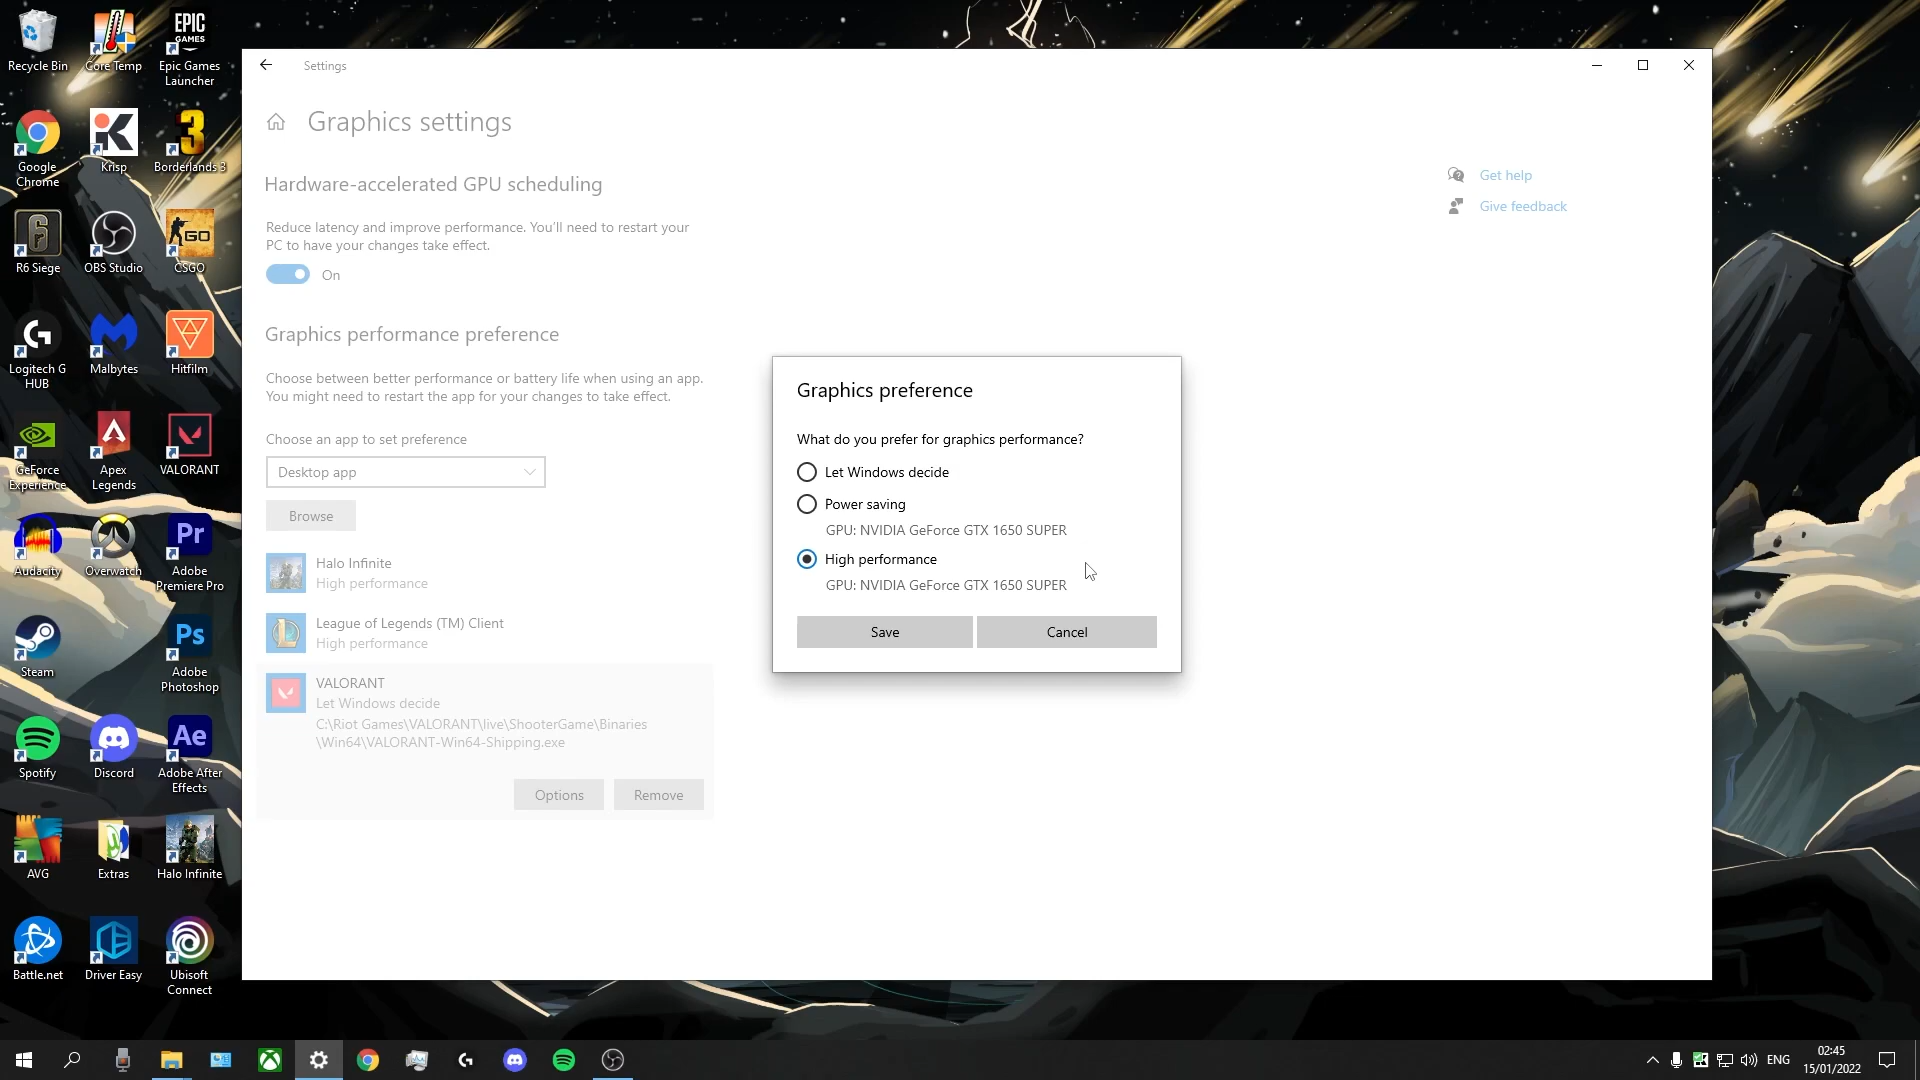 Recycle Bin
Core Temp
EPIC
GAMES
Epic Games
Launcher
Google
Chrome
Krisp
3
Borderlands 3
6
R6 Siege
OBS Studio
GO
CSGO
Logitech G
HUB
Malbytes
Hitfilm
GeForce
Experience
Apex
Legends
VALORANT
Audacity
Overwatch
Pr
Adobe
Premiere Pro
Steam
Ps
Adobe
Photoshop
Spotify
Discord
Ae
Adobe After
Effects
AVG
Extras
Halo Infinite
Battle.net
Driver Easy
Ubisoft
Connect
Settings
Graphics settings
Hardware-accelerated GPU scheduling
Reduce latency and improve performance. You'll need to restart your
PC to have your changes take effect.
On
Graphics performance preference
Choose between better performance or battery life when using an app.
You might need to restart the app for your changes to take effect.
Choose an app to set preference
Desktop app
Browse
Halo Infinite
High performance
League of Legends (TM) Client
High performance
VALORANT
Let Windows decide
C:\Riot Games\VALORANT\live\ShooterGame\Binaries
\Win64\VALORANT-Win64-Shipping.exe
Options
Remove
Get help
Give feedback
Graphics preference
What do you prefer for graphics performance?
Let Windows decide
Power saving
GPU: NVIDIA GeForce GTX 1650 SUPER
High performance
GPU: NVIDIA GeForce GTX 1650 SUPER
Save
Cancel
ENG
02:45
15/01/2022